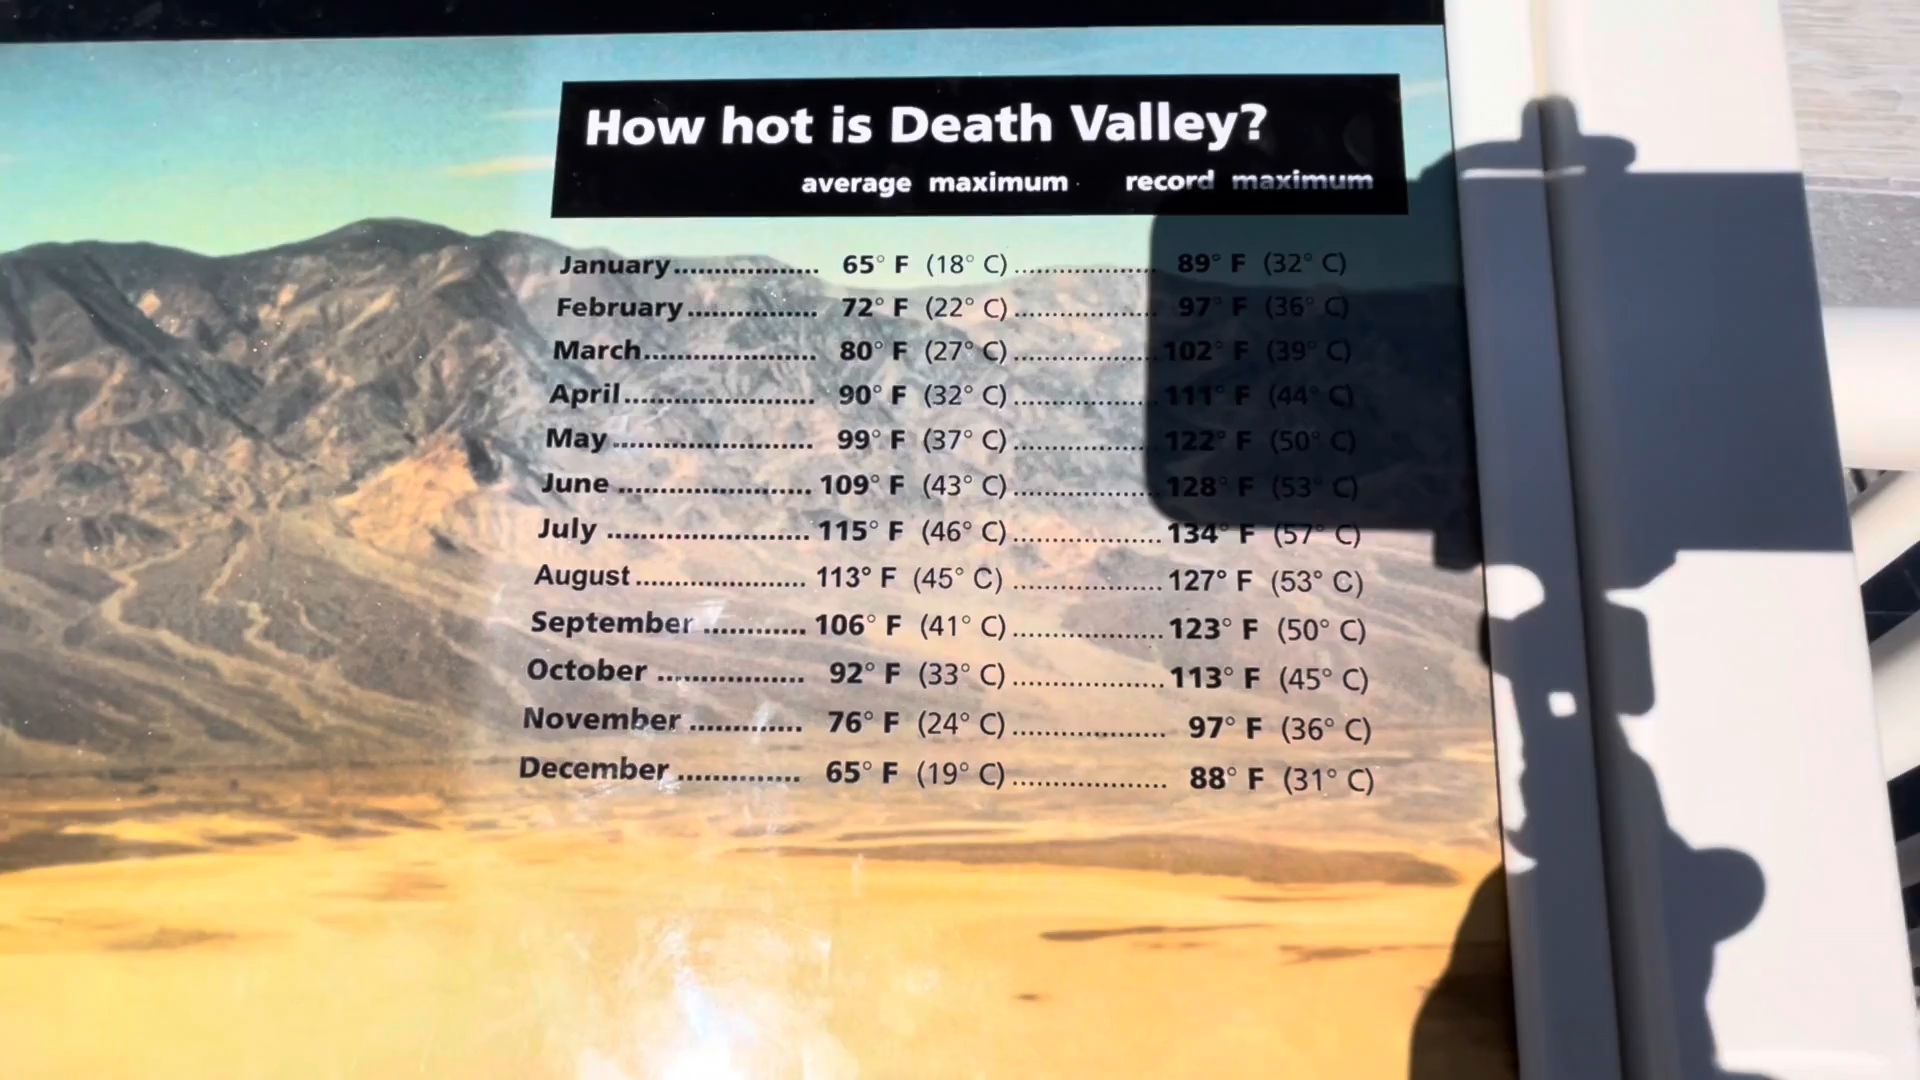 How hot is Death Valley?
average maximum record maximum
January.................. 65° F (18° C).................. 89° F (32° C)
February................ 72° F (22° C).................. 97° F (36° C)
March..................... 80° F (27° C)..................102° F (39° C)
April....................... 90° F (32° C)..................111° F (44° C)
May........................ 99° F (37° C)..................122° F (50° C)
June ....................... 109° F (43° C)..................128° F (53° C)
July ........................ 115° F (46° C)..................134° F (57° C)
August.................... 113° F (45° C) ..................127° F (53° C)
September ............ 106° F (41° C)..................123° F (50° C)
October ................. 92° F (33° C)..................113° F (45° C)
November ............. 76° F (24° C).................. 97° F (36° C)
December .............. 65° F (19° C).................. 88° F (31° C)